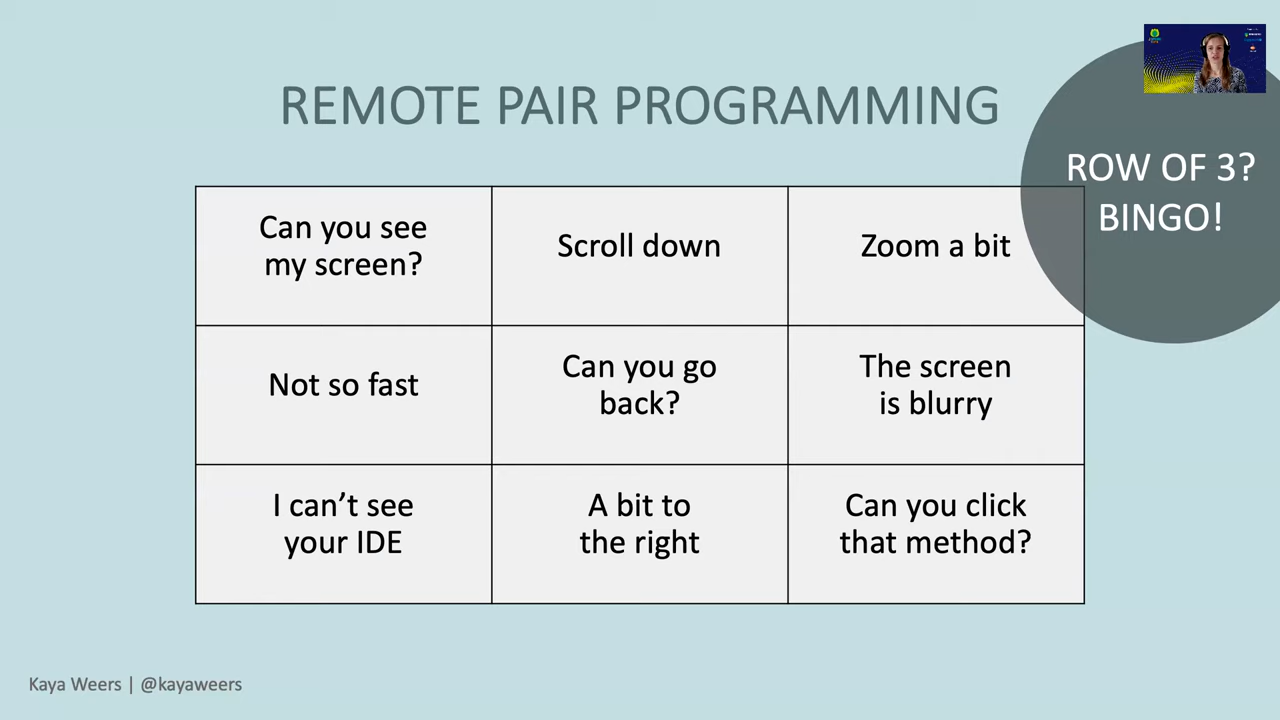 REMOTE PAIR PROGRAMMING
ROW OF 3?
BINGO!
Can you see
my screen?
Scroll down
Zoom a bit
Not so fast
Can you go
back?
The screen
is blurry
I can’t see
your IDE
A bit to
the right
Can you click
that method?
Kaya Weers | @kayaweers